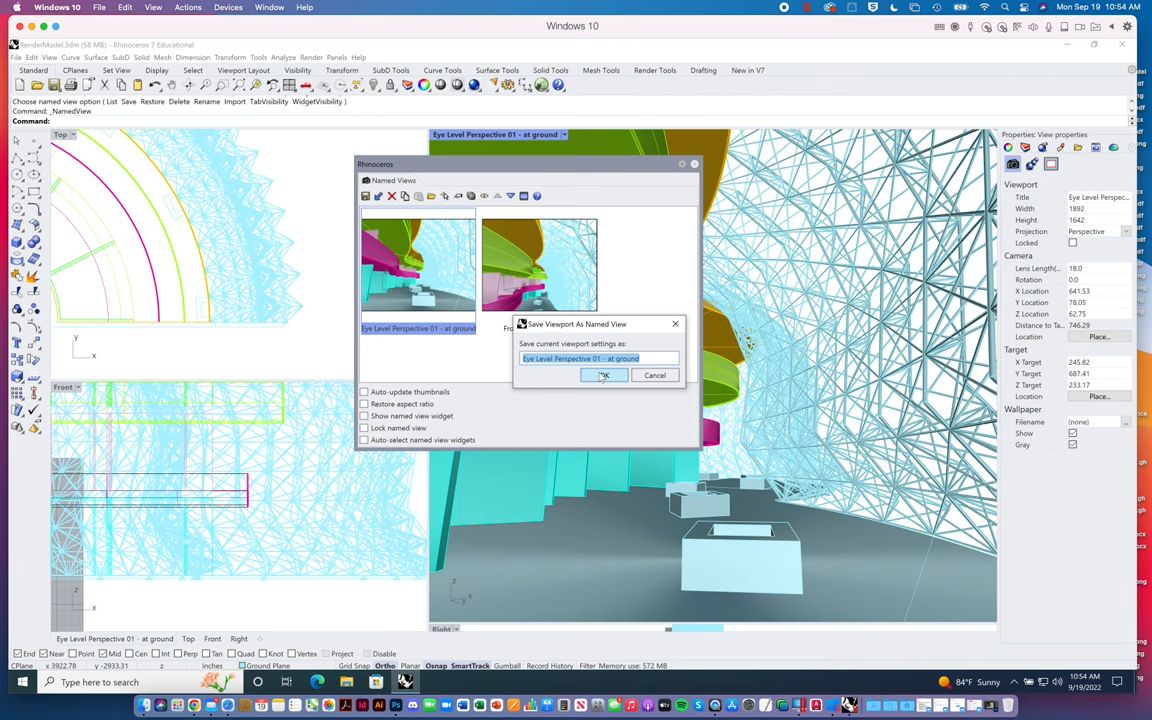 Windows 10 File Edit View Actions Devices Window Help Mon Sep 19 10:54 AM
Windows 10
RenderModel.3dm (58 MB) - Rhinoceros 7 Educational
File Edit View Curve Surface SubD Solid Mesh Dimension Transform Tools Analyze Render Panels Help
Standard CPlanes Set View Display Select Viewport Layout Visibility Transform SubD Tools Curve Tools Surface Tools Solid Tools Mesh Tools Render Tools Drafting New in V7
Choose named view option ( List Save Restore Delete Rename Import TabVisibility WidgetVisibility )
Command: _NamedView
Command:
Top
Eye Level Perspective 01 - at ground
Properties: View properties
Rhinoceros
Named Views
Viewport
Title Eye Level Perspec...
Width 1892
Height 1642
Projection Perspective
Locked
Camera
Lens Length(... 18.0
Rotation 0.0
X Location 641.53
Y Location 78.05
Z Location 62.75
Distance to Ta... 746.29
Location Place...
Target
X Target 245.82
Y Target 687.41
Z Target 233.17
Location Place...
Wallpaper
Filename (none) ...
Show
Gray
Eye Level Perspective 01 - at ground
Save Viewport As Named View
Save current viewport settings as:
Eye Level Perspective 01 - at ground
OK Cancel
Auto-update thumbnails
Restore aspect ratio
Show named view widget
Lock named view
Auto-select named view widgets
y
x
Front
z
x
z
x
y
Right
Eye Level Perspective 01 - at ground Top Front Right
End Near Point Mid Cen Int Perp Tan Quad Knot Vertex Project Disable
CPlane x 3922.78 y -2933.31 z Inches Ground Plane Grid Snap Ortho Planar Osnap SmartTrack Gumball Record History Filter Memory use: 572 MB
Type here to search
84°F Sunny
10:54 AM
9/19/2022